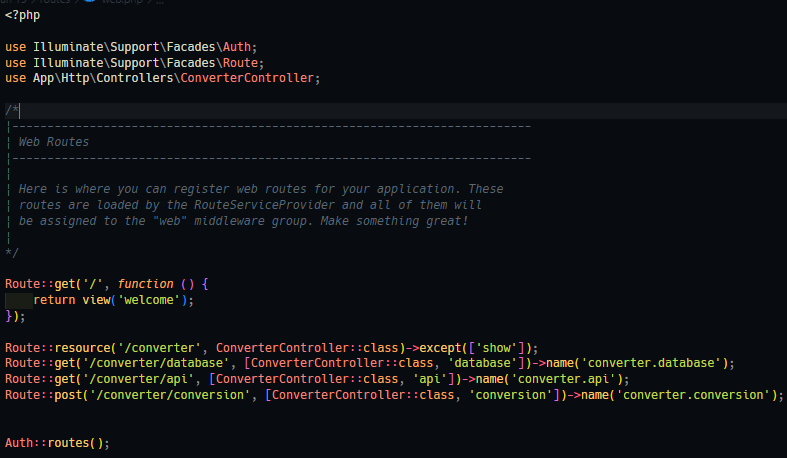 <?php
use Illuminate\Support\Facades\Auth;
use Illuminate\Support\Facades\Route;
use App\Http\Controllers\ConverterController;
/*
|--------------------------------------------------------------------------
| Web Routes
|--------------------------------------------------------------------------
|
| Here is where you can register web routes for your application. These
| routes are loaded by the RouteServiceProvider and all of them will
| be assigned to the "web" middleware group. Make something great!
|
*/
Route::get('/', function () {
    return view('welcome');
});
Route::resource('/converter', ConverterController::class)->except(['show']);
Route::get('/converter/database', [ConverterController::class, 'database'])->name('converter.database');
Route::get('/converter/api', [ConverterController::class, 'api'])->name('converter.api');
Route::post('/converter/conversion', [ConverterController::class, 'conversion'])->name('converter.conversion');
Auth::routes();